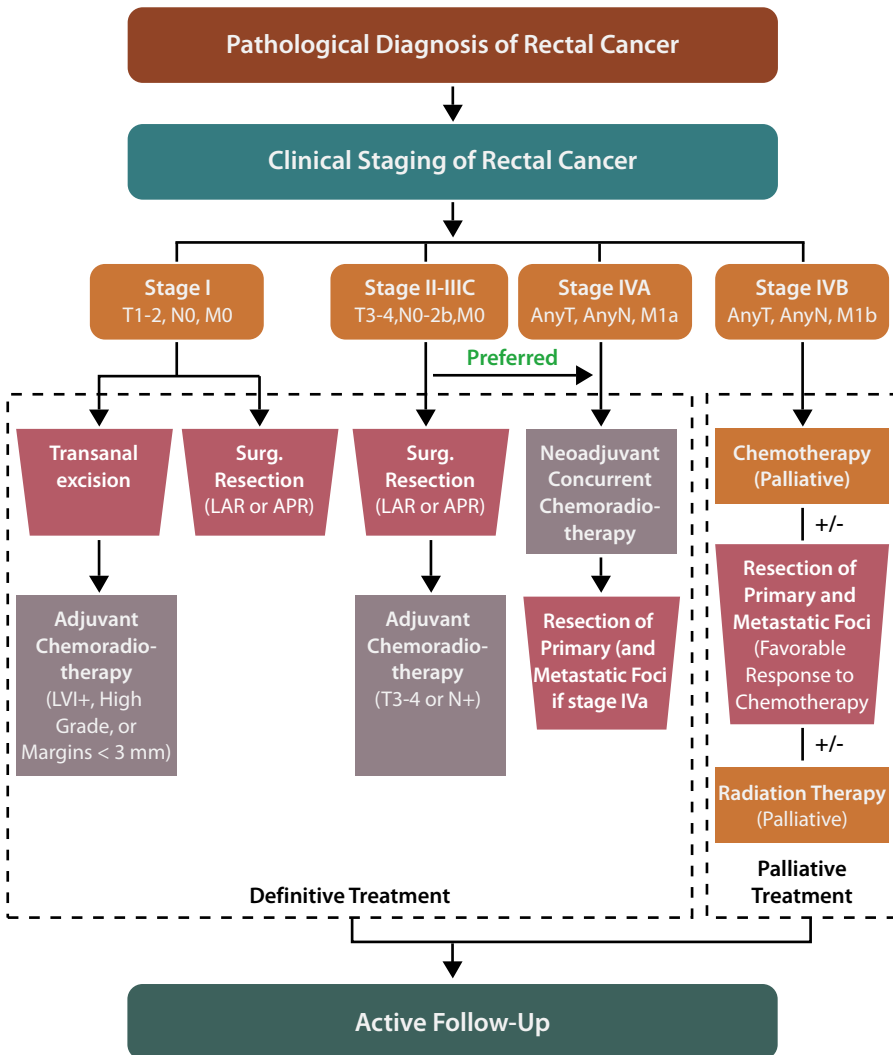 Pathological Diagnosis of Rectal Cancer
Clinical Staging of Rectal Cancer
Stage I
T1-2, N0, M0
Stage II-IIIC
T3-4,N0-2b,M0
Stage IVA
AnyT, AnyN, M1a
Stage IVB
AnyT, AnyN, M1b
Preferred
Transanal
excision
Surg.
Resection
(LAR or APR)
Surg.
Resection
(LAR or APR)
Neoadjuvant
Concurrent
Chemoradio-
therapy
Chemotherapy
(Palliative)
+/-
Adjuvant
Chemoradio-
therapy
(LVI+, High
Grade, or
Margins < 3 mm)
Adjuvant
Chemoradio-
therapy
(T3-4 or N+)
Resection of
Primary (and
Metastatic Foci
if stage IVa
Resection of
Primary and
Metastatic Foci
(Favorable
Response to
Chemotherapy
+/-
Radiation Therapy
(Palliative)
Definitive Treatment
Palliative
Treatment
Active Follow-Up